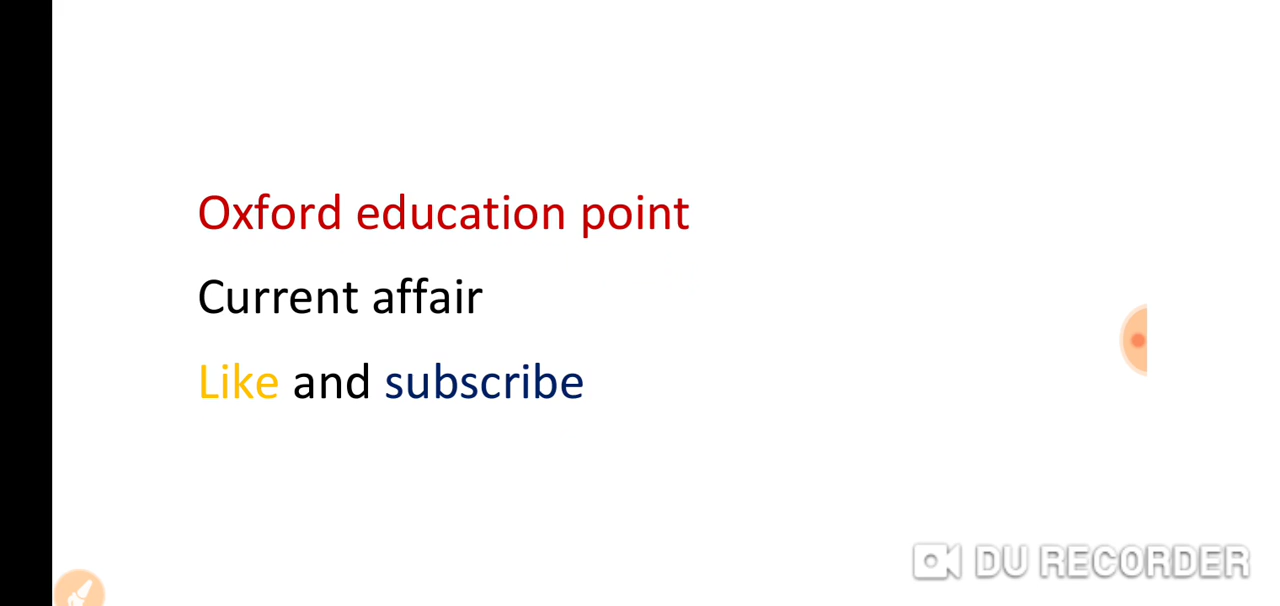 Oxford education point
Current affair
Like and subscribe
DU RECORDER